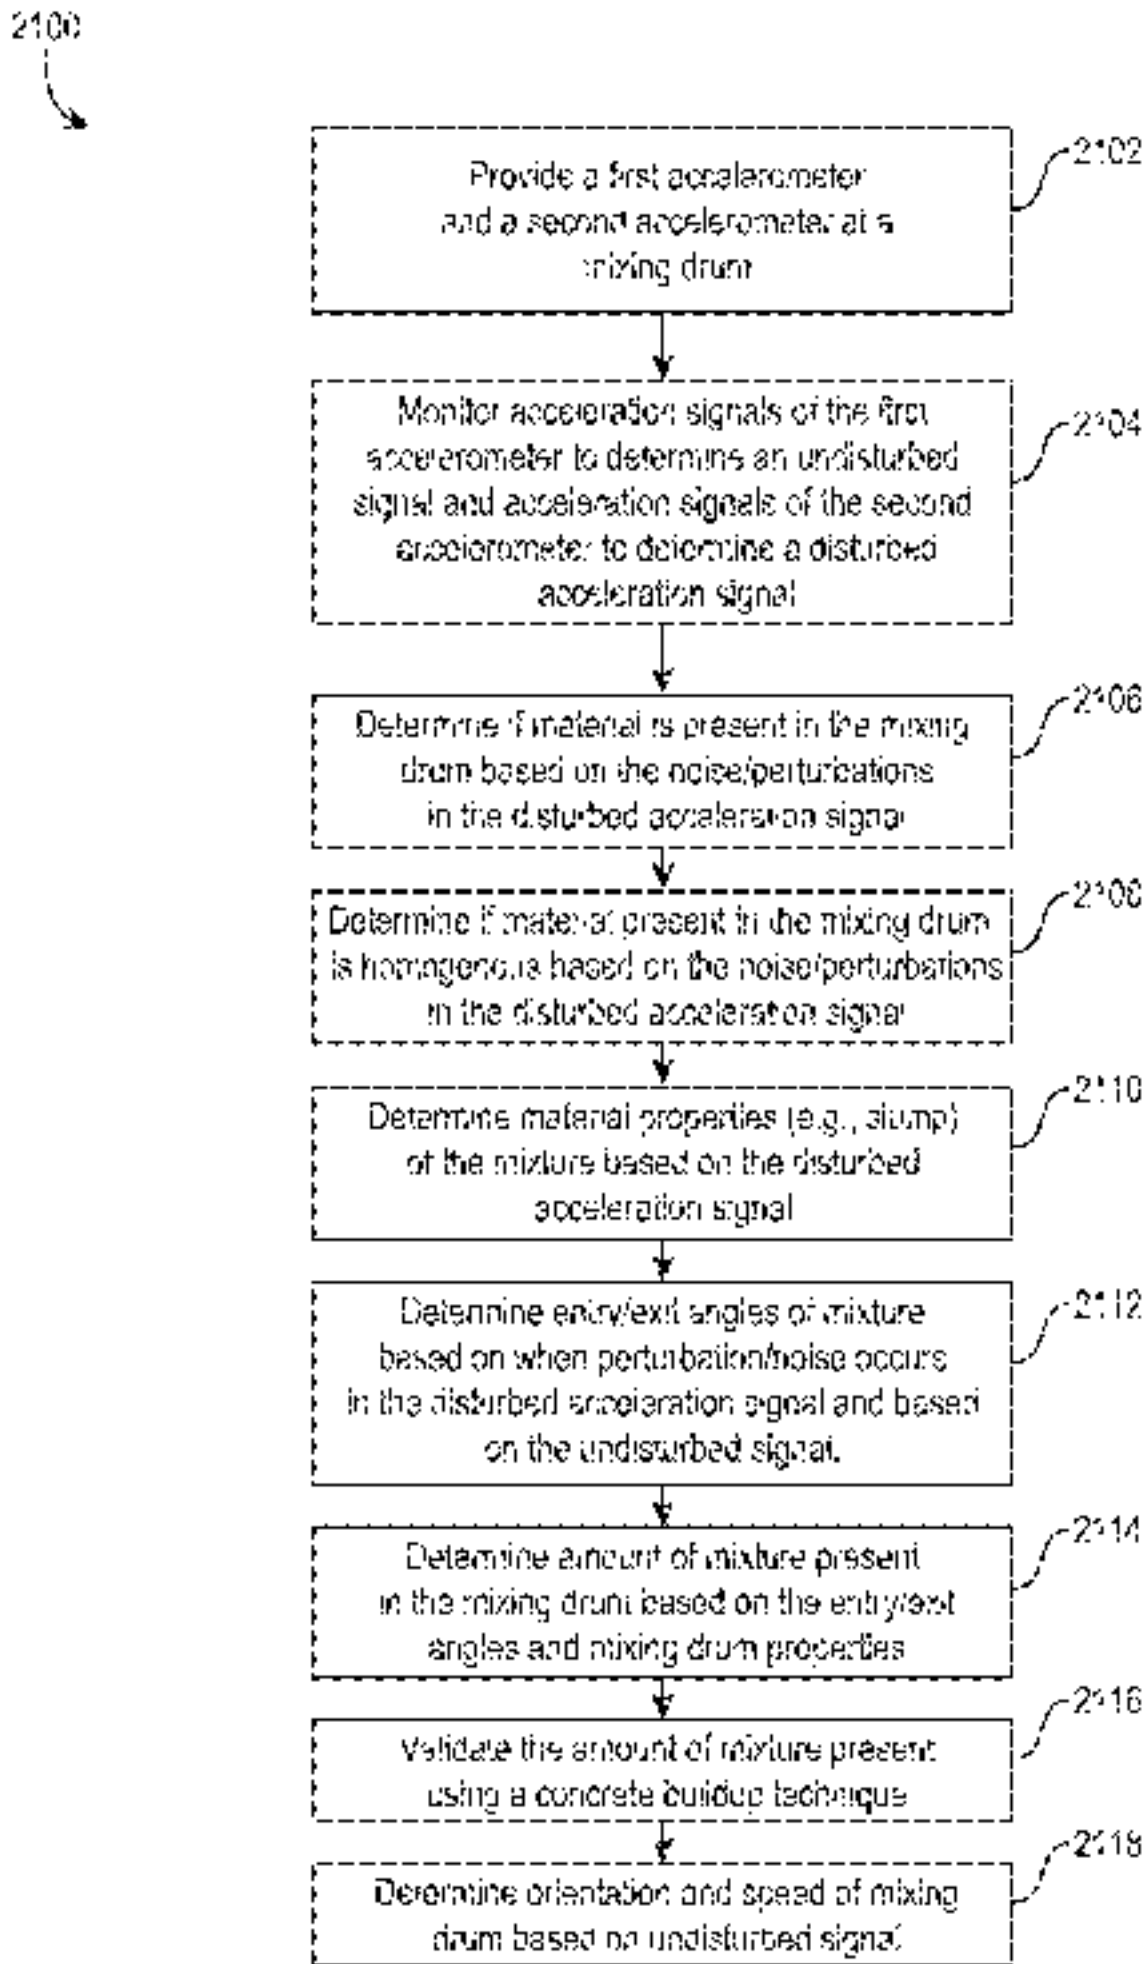 2100
Provide a first accelerometer
and a second accelerometer at a
mixing drum
2102
Monitor acceleration signals of the first
accelerometer to determine an undisturbed
signal and acceleration signals of the second
accelerometer to determine a disturbed
acceleration signal
2104
Determine if material is present in the mixing
drum based on the noise/perturbations
in the disturbed acceleration signal
2106
Determine if material present in the mixing drum
is homogenous based on the noise/perturbations
in the disturbed acceleration signal
2108
Determine material properties (e.g., slump)
of the mixture based on the disturbed
acceleration signal
2110
Determine entry/exit angles of mixture
based on when perturbation/noise occurs
in the disturbed acceleration signal and based
on the undisturbed signal.
2112
Determine amount of mixture present
in the mixing drum based on the entry/exit
angles and mixing drum properties
2114
Validate the amount of mixture present
using a concrete buildup technique
2116
Determine orientation and speed of mixing
drum based on undisturbed signal
2118